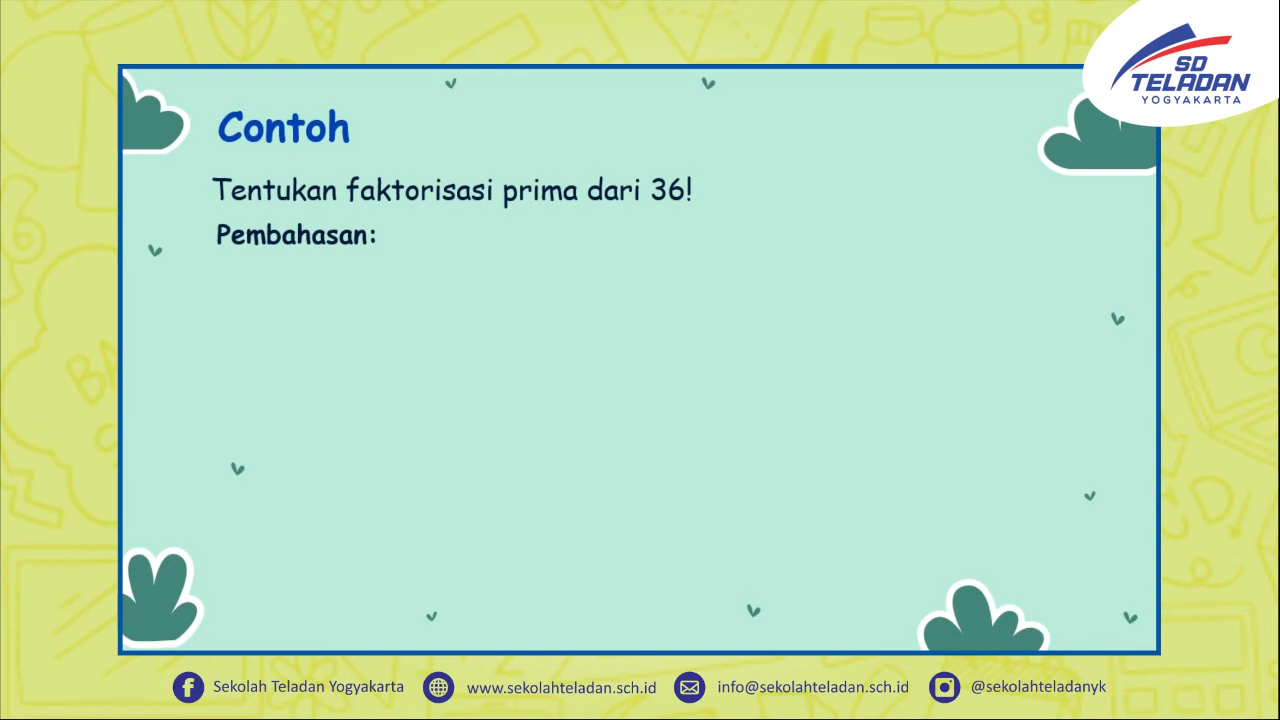 SD
TELADAN
YOGYAKARTA
Contoh
Tentukan faktorisasi prima dari 36!
Pembahasan:
Sekolah Teladan Yogyakarta
www.sekolahteladan.sch.id
info@sekolahteladan.sch.id
@sekolahteladanyk